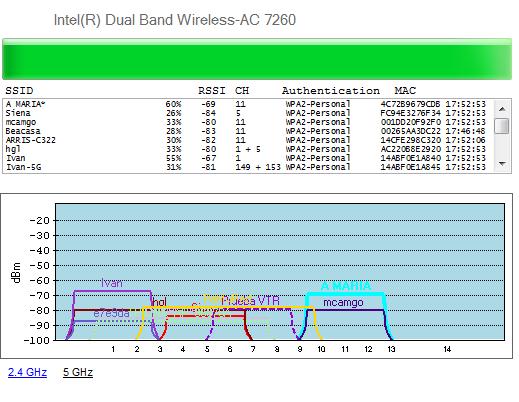 Intel(R) Dual Band Wireless-AC 7260
SSID RSSI CH Authentication MAC
A MARIA* 60% -69 11 WPA2-Personal 4C72B9679CDB 17:52:53
Siena 26% -84 5 WPA2-Personal FC94E3276F34 17:52:53
mcamgo 33% -80 11 WPA2-Personal 001DD20F92F0 17:52:53
Beacasa 28% -83 11 WPA2-Personal 00265AA3DC22 17:46:48
ARRIS-C322 30% -82 11 WPA2-Personal 14CFE298C320 17:52:06
hgl 33% -80 1 + 5 WPA2-Personal AC220B8E2920 17:52:53
Ivan 55% -67 1 WPA2-Personal 14ABF0E1A840 17:52:53
Ivan-5G 31% -81 149 + 153 WPA2-Personal 14ABF0E1A845 17:52:53
dBm
-20
-30
-40
-50
-60
-70
-80
-90
-100
Ivan
A MARIA
hgl
Prueba VTR
mcamgo
e7e9da
1 2 3 4 5 6 7 8 9 10 11 12 13 14
2.4 GHz 5 GHz